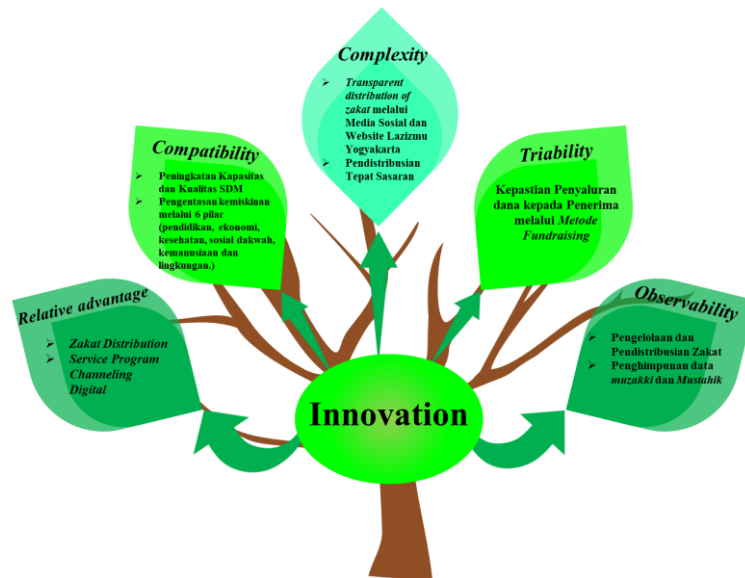 Complexity
➢ Transparent
distribution of
zakat melalui
Media Sosial dan
Website Lazizmu
Yogyakarta
➢ Pendistribusian
Tepat Sasaran
Compatibility
➢ Peningkatan Kapasitas
dan Kualitas SDM
➢ Pengentasan kemiskinan
melalui 6 pilar
(pendidikan, ekonomi,
kesehatan, sosial dakwah,
kemanusiaan dan
lingkungan.)
Triability
Kepastian Penyaluran
dana kepada Penerima
melalui Metode
Fundraising
Relative advantage
➢ Zakat Distribution
➢ Service Program
Channeling
Digital
Observability
➢ Pengelolaan dan
Pendistribusian Zakat
➢ Penghimpunan data
muzakki dan Mustahik
Innovation